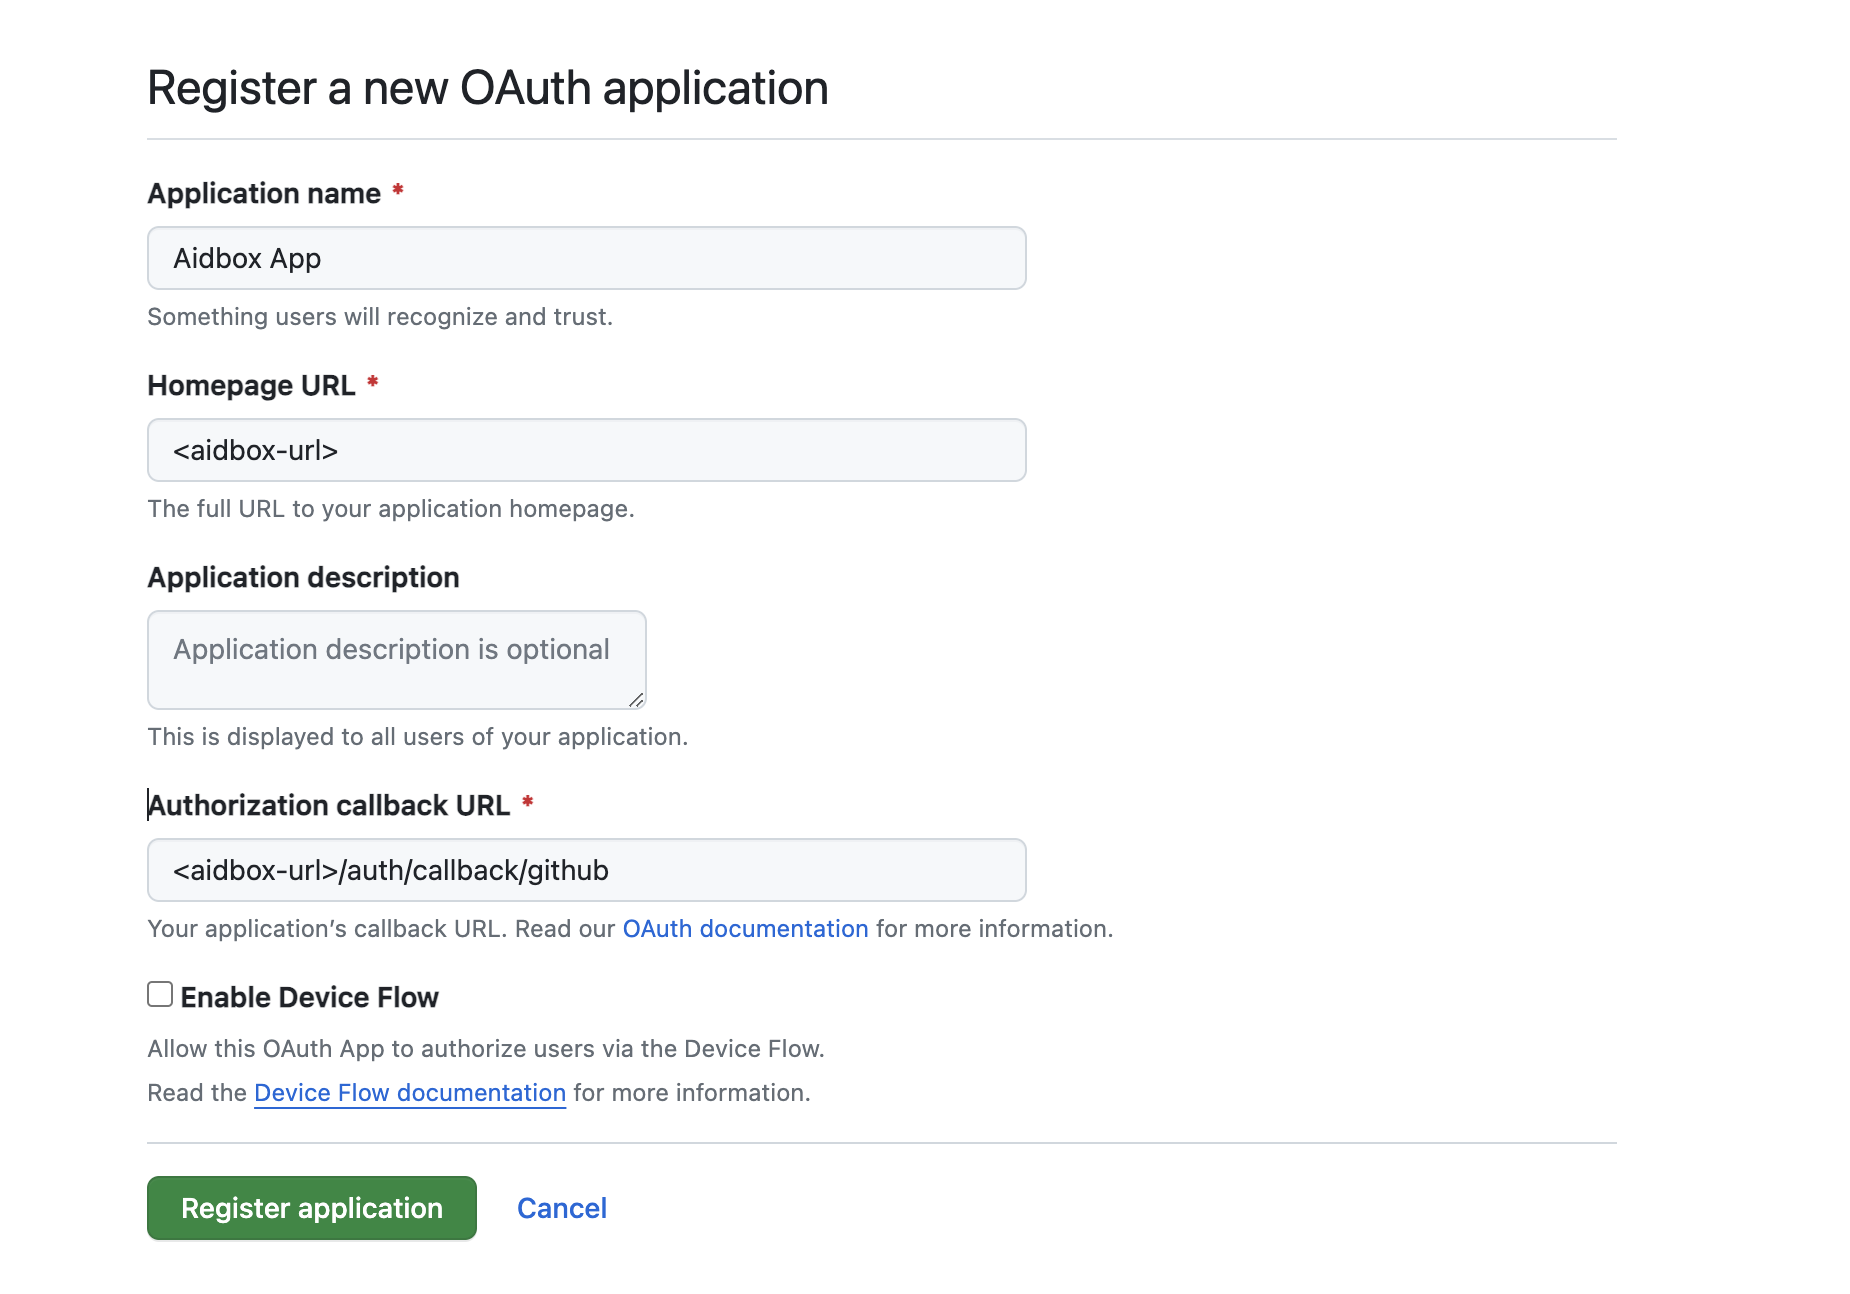 Register a new OAuth application
Application name *
Aidbox App
Something users will recognize and trust.
Homepage URL *
<aidbox-url>
The full URL to your application homepage.
Application description
Application description is optional
This is displayed to all users of your application.
Authorization callback URL *
<aidbox-url>/auth/callback/github
Your application’s callback URL. Read our OAuth documentation for more information.
Enable Device Flow
Allow this OAuth App to authorize users via the Device Flow.
Read the Device Flow documentation for more information.
Register application Cancel